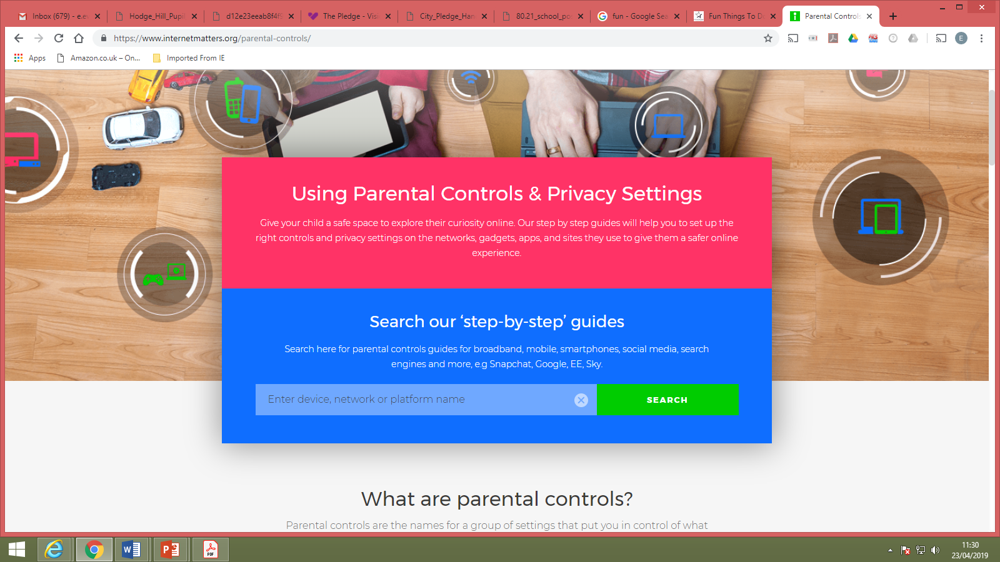 Inbox (679) - e.ev
Hodge_Hill_Pupil
d12e23eeab8f4f9
The Pledge - Visi
City_Pledge_Han
80.21_school_po
fun - Google Sea
Fun Things To Do
Parental Controls
https://www.internetmatters.org/parental-controls/
E
Apps
Amazon.co.uk – On...
Imported From IE
Using Parental Controls & Privacy Settings
Give your child a safe space to explore their curiosity online. Our step by step guides will help you to set up the
right controls and privacy settings on the networks, gadgets, apps, and sites they use to give them a safer online
experience.
Search our ‘step-by-step’ guides
Search here for parental controls guides for broadband, mobile, smartphones, social media, search
engines and more, e.g Snapchat, Google, EE, Sky.
Enter device, network or platform name
SEARCH
What are parental controls?
Parental controls are the names for a group of settings that put you in control of what
PDF
11:30
23/04/2019